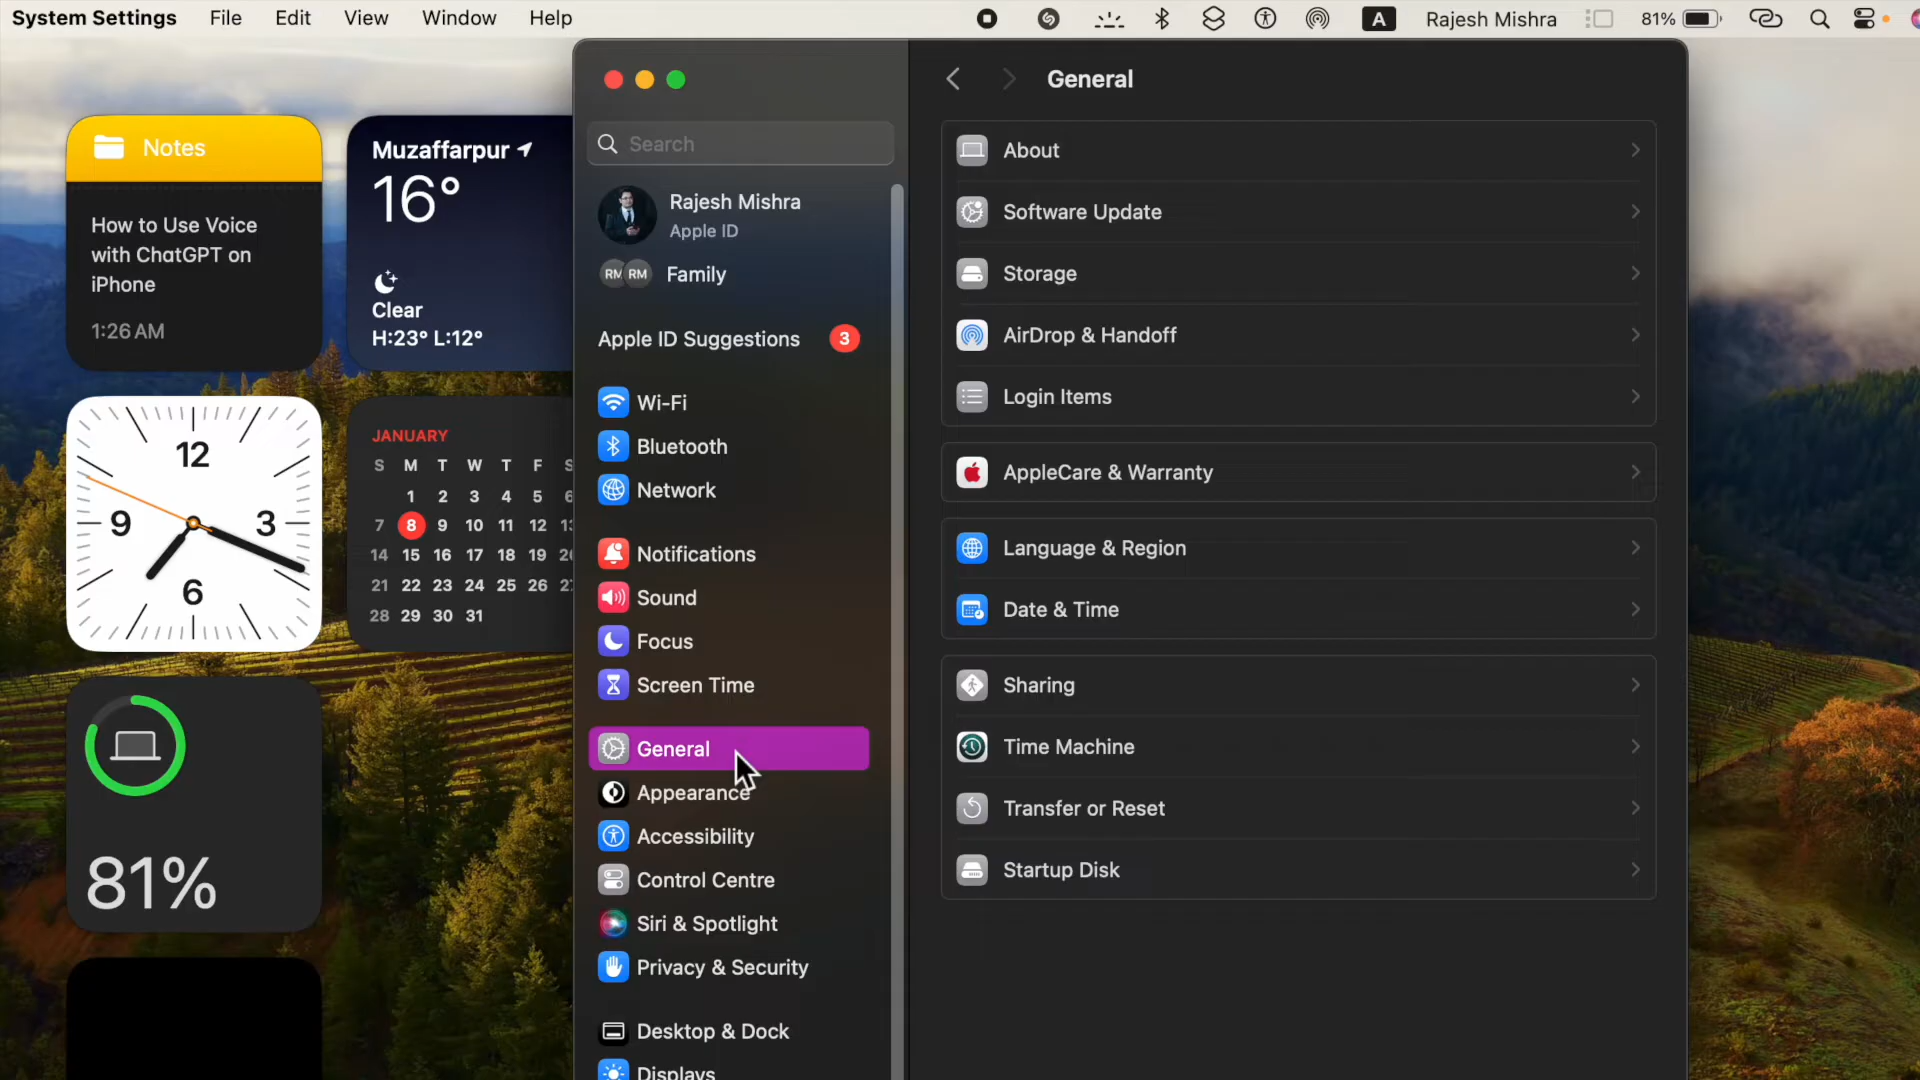 System Settings File Edit View Window Help
A Rajesh Mishra 81%
Notes
How to Use Voice
with ChatGPT on
iPhone
1:26 AM
Muzaffarpur
16°
Clear
H:23° L:12°
12
9 3
6
JANUARY
S M T W T F S
1 2 3 4 5 6
7 8 9 10 11 12
14 15 16 17 18 19
21 22 23 24 25 26
28 29 30 31
81%
Search
Rajesh Mishra
Apple ID
RM RM Family
Apple ID Suggestions 3
Wi-Fi
Bluetooth
Network
Notifications
Sound
Focus
Screen Time
General
Appearance
Accessibility
Control Centre
Siri & Spotlight
Privacy & Security
Desktop & Dock
Displays
General
About
Software Update
Storage
AirDrop & Handoff
Login Items
AppleCare & Warranty
Language & Region
Date & Time
Sharing
Time Machine
Transfer or Reset
Startup Disk